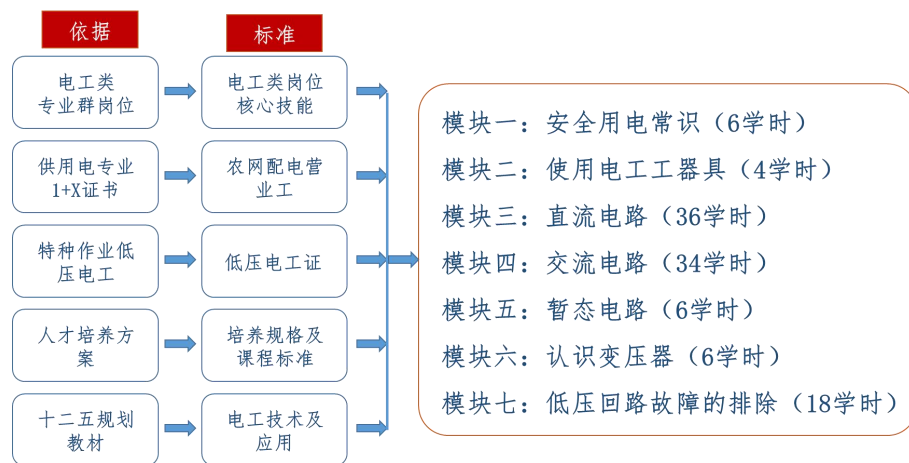 依据
标准
电工类
专业群岗位
电工类岗位
核心技能
供用电专业
1+X证书
农网配电营
业工
特种作业低
压电工
低压电工证
人才培养方
案
培养规格及
课程标准
十二五规划
教材
电工技术及
应用
模块一：安全用电常识（6学时）
模块二：使用电工工器具（4学时）
模块三：直流电路（36学时）
模块四：交流电路（34学时）
模块五：暂态电路（6学时）
模块六：认识变压器（6学时）
模块七：低压回路故障的排除（18学时）